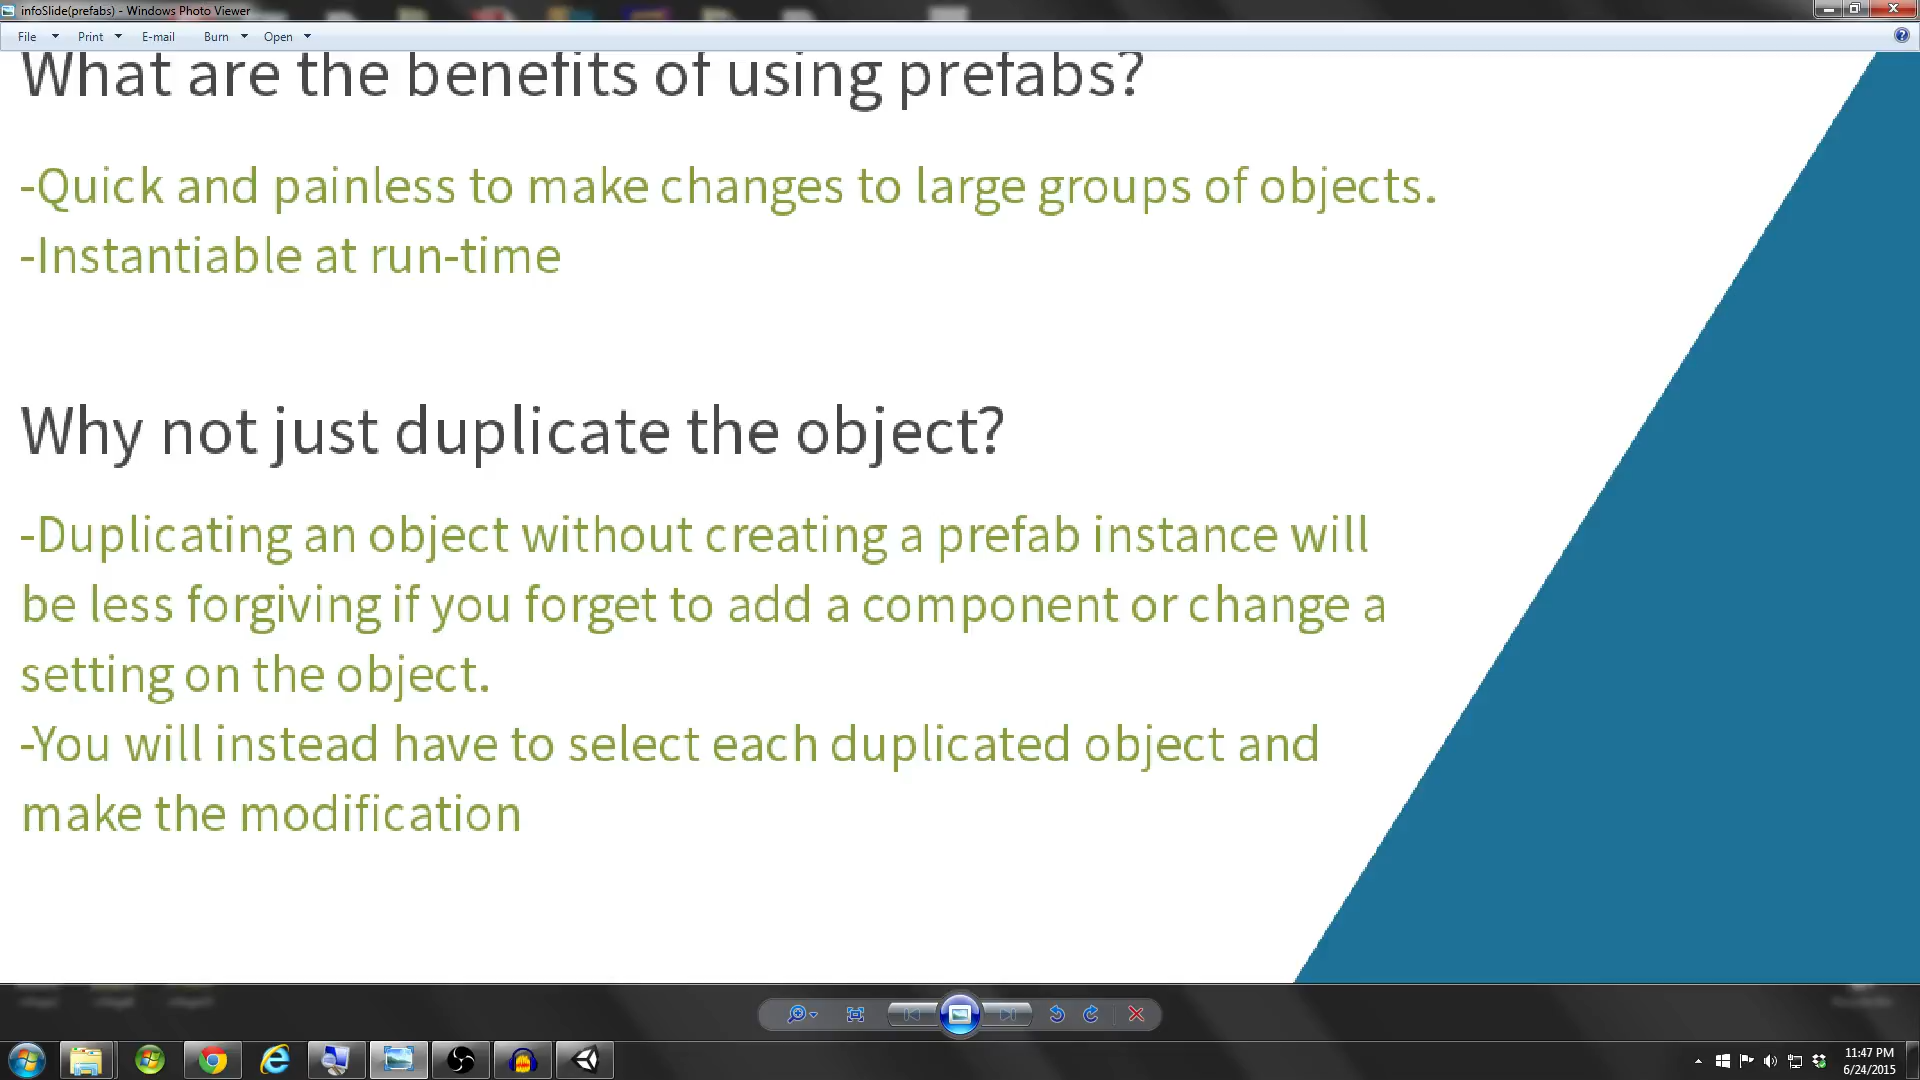 infoSlide(prefabs) - Windows Photo Viewer
File Print E-mail Burn Open
What are the benefits of using prefabs?
-Quick and painless to make changes to large groups of objects.
-Instantiable at run-time
Why not just duplicate the object?
-Duplicating an object without creating a prefab instance will
be less forgiving if you forget to add a component or change a
setting on the object.
-You will instead have to select each duplicated object and
make the modification
11:47 PM
6/24/2015